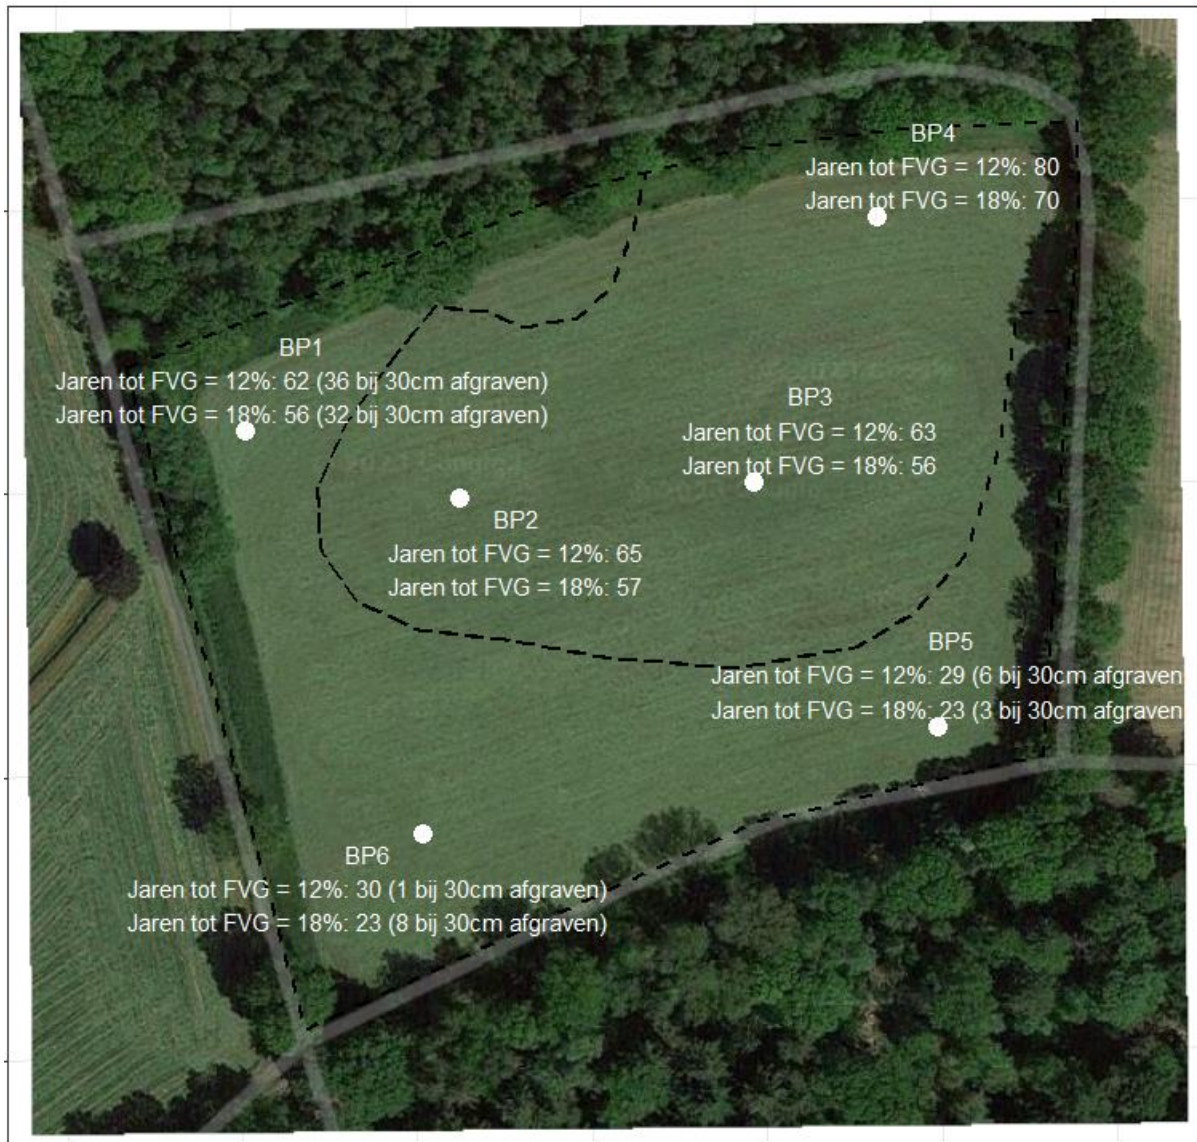 BP4
Jaren tot FVG = 12%: 80
Jaren tot FVG = 18%: 70
BP1
Jaren tot FVG = 12%: 62 (36 bij 30cm afgraven)
Jaren tot FVG = 18%: 56 (32 bij 30cm afgraven)
BP3
Jaren tot FVG = 12%: 63
Jaren tot FVG = 18%: 56
BP2
Jaren tot FVG = 12%: 65
Jaren tot FVG = 18%: 57
BP5
Jaren tot FVG = 12%: 29 (6 bij 30cm afgraven
Jaren tot FVG = 18%: 23 (3 bij 30cm afgraven
BP6
Jaren tot FVG = 12%: 30 (1 bij 30cm afgraven)
Jaren tot FVG = 18%: 23 (8 bij 30cm afgraven)